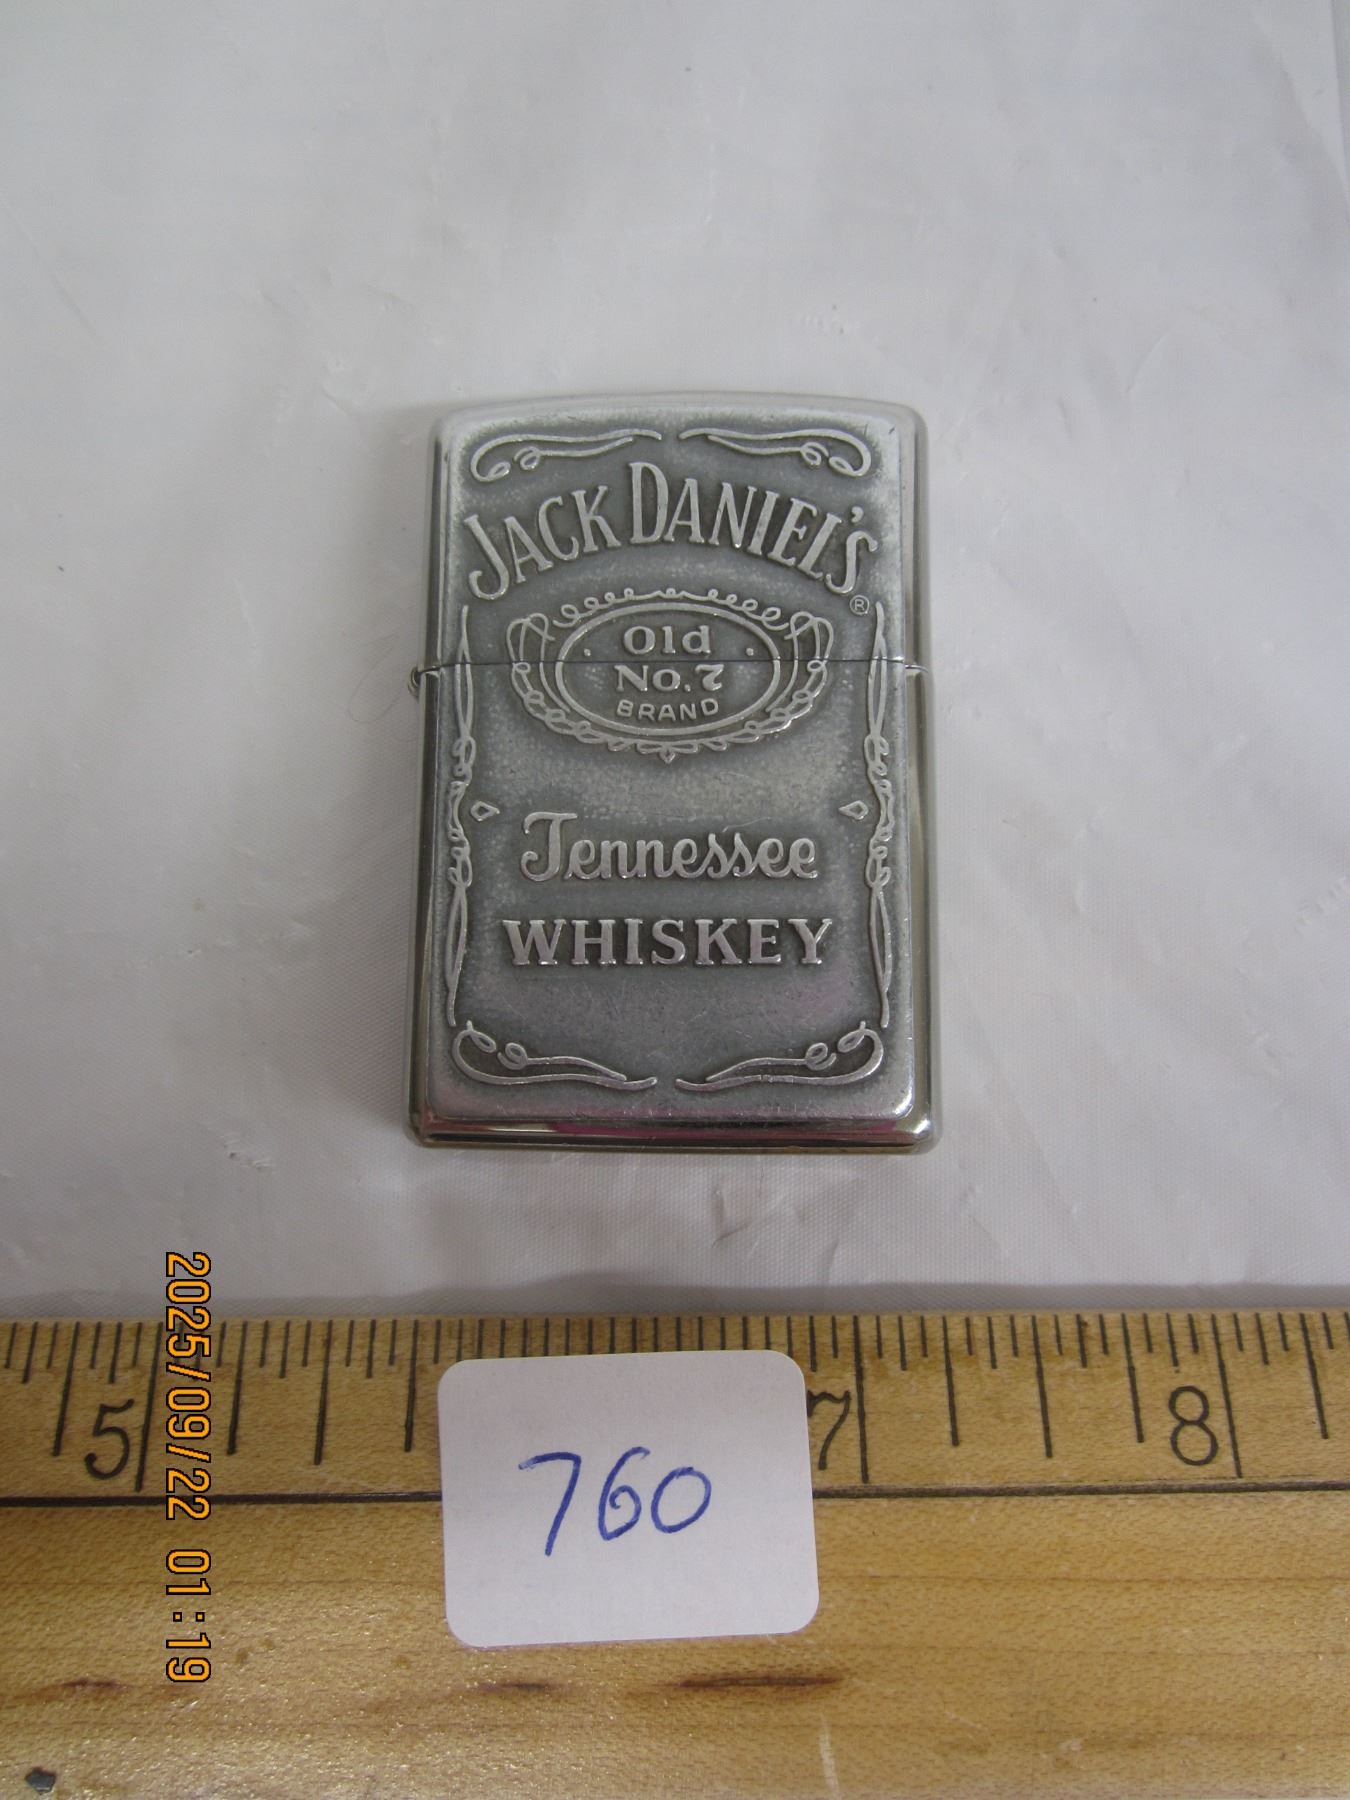 JACK DANIEL'S
®
Old
No.7
BRAND
Tennessee
WHISKEY
5 7 8
760
2025/09/22 01:19